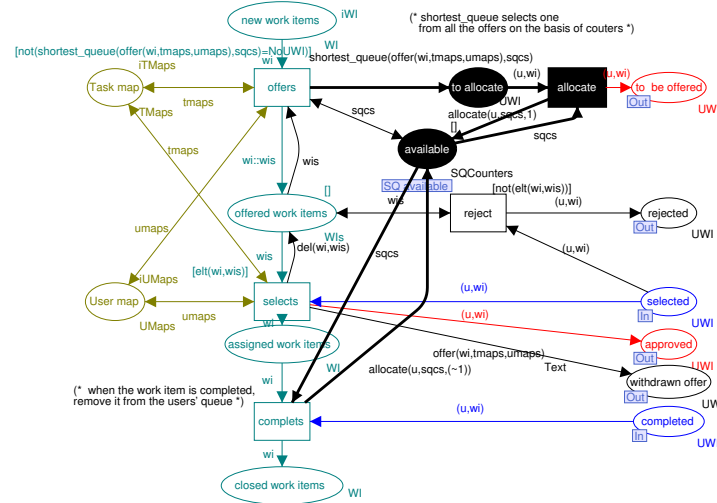 new work items
iWI
(* shortest_queue selects one
from all the offers on the basis of couters *)
WI
[not(shortest_queue(offer(wi,tmaps,umaps),sqcs)=NoUWI)]
wi
shortest_queue(offer(wi,tmaps,umaps),sqcs)
iTMaps
Task map
tmaps
offers
to allocate
(u,wi)
allocate
(u,wi)
to be offered
Out
UWI
UWI
TMaps
sqcs
allocate(u,sqcs,1)
[]
sqcs
tmaps
available
wi::wis
wis
SQCounters
SQ available
[]
[not(elt(wi,wis))]
offered work items
wis
reject
(u,wi)
rejected
Out
UWI
WIs
umaps
wis
del(wi,wis)
sqcs
(u,wi)
[elt(wi,wis)]
iUMaps
User map
umaps
selects
(u,wi)
selected
In
UWI
UMaps
wi
(u,wi)
assigned work items
approved
Out
UWI
WI
offer(wi,tmaps,umaps)
Text
allocate(u,sqcs,(~1))
withdrawn offer
Out
UW
wi
(* when the work item is completed,
remove it from the users' queue *)
complets
(u,wi)
completed
In
UW
wi
closed work items
WI